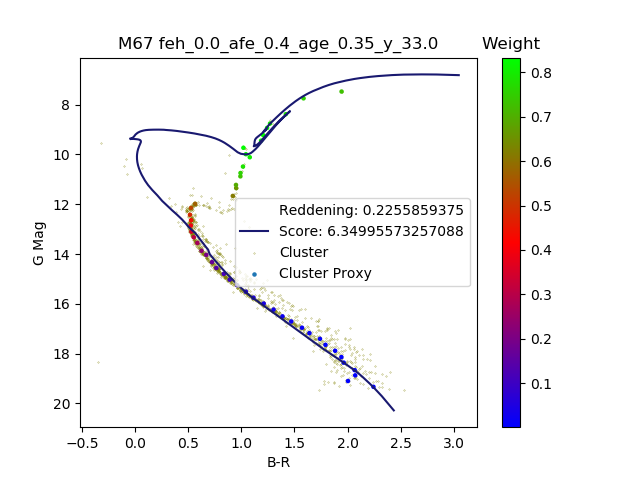 M67 feh_0.0_afe_0.4_age_0.35_y_33.0
Weight
8
10
12
14
16
18
20
G Mag
Reddening: 0.2255859375
Score: 6.34995573257088
Cluster
Cluster Proxy
−0.5 0.0 0.5 1.0 1.5 2.0 2.5 3.0
B-R
0.8
0.7
0.6
0.5
0.4
0.3
0.2
0.1